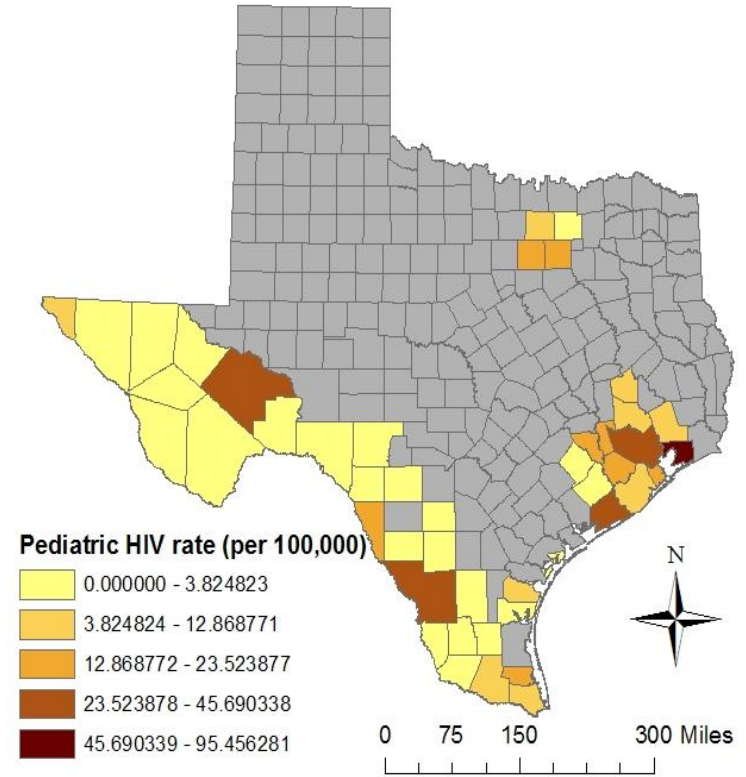 Pediatric HIV rate (per 100,000)
0.000000 - 3.824823
3.824824 - 12.868771
12.868772 - 23.523877
23.523878 - 45.690338
45.690339 - 95.456281
N
0 75 150 300 Miles